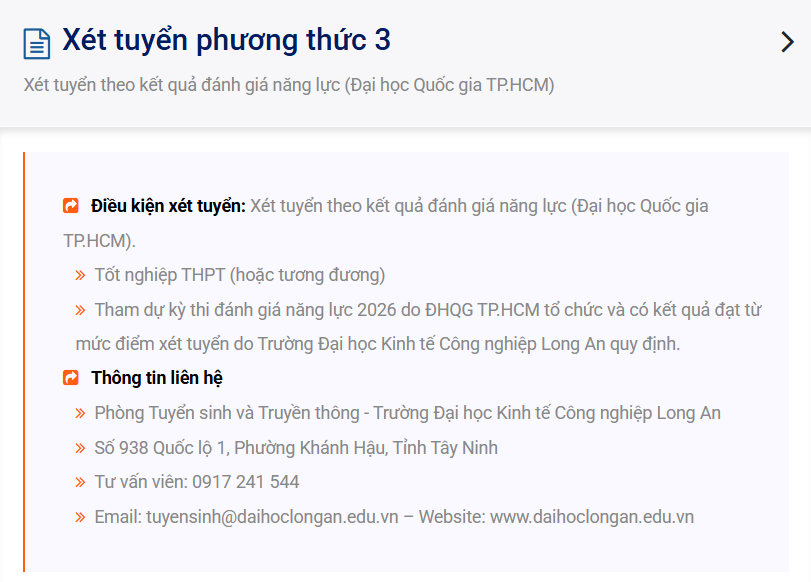 Xét tuyển phương thức 3
Xét tuyển theo kết quả đánh giá năng lực (Đại học Quốc gia TP.HCM)
Điều kiện xét tuyển: Xét tuyển theo kết quả đánh giá năng lực (Đại học Quốc gia
TP.HCM).
» Tốt nghiệp THPT (hoặc tương đương)
» Tham dự kỳ thi đánh giá năng lực 2026 do ĐHQG TP.HCM tổ chức và có kết quả đạt từ
mức điểm xét tuyển do Trường Đại học Kinh tế Công nghiệp Long An quy định.
Thông tin liên hệ
» Phòng Tuyển sinh và Truyền thông - Trường Đại học Kinh tế Công nghiệp Long An
» Số 938 Quốc lộ 1, Phường Khánh Hậu, Tỉnh Tây Ninh
» Tư vấn viên: 0917 241 544
» Email: tuyensinh@daihoclongan.edu.vn – Website: www.daihoclongan.edu.vn